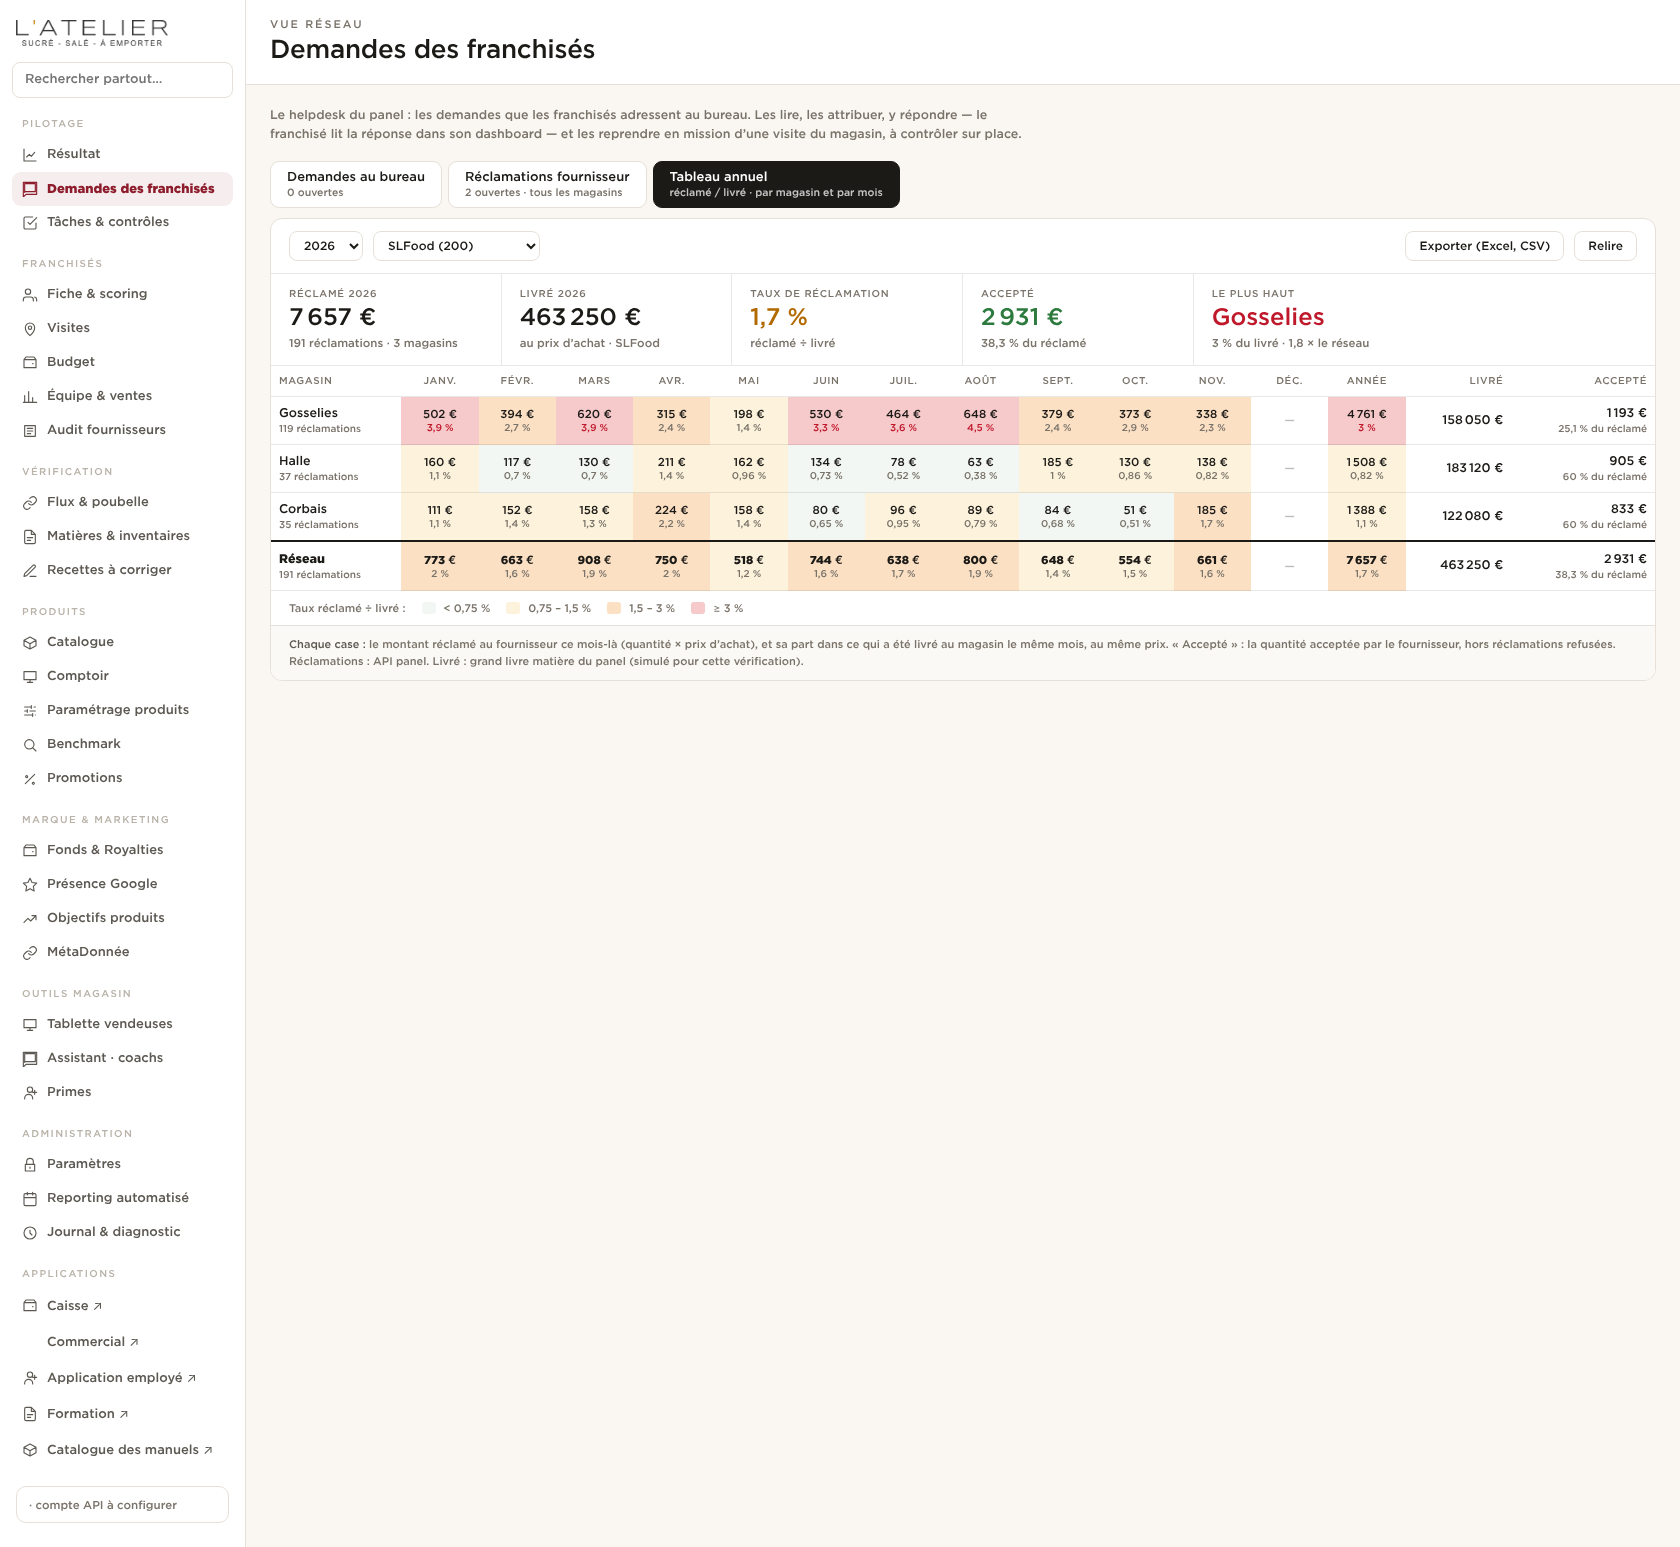 L'ATELIER
SUCRÉ - SALÉ - À EMPORTER
Rechercher partout...
PILOTAGE
Résultat
Demandes des franchisés
Tâches & contrôles
FRANCHISÉS
Fiche & scoring
Visites
Budget
Équipe & ventes
Audit fournisseurs
VÉRIFICATION
Flux & poubelle
Matières & inventaires
Recettes à corriger
PRODUITS
Catalogue
Comptoir
Paramétrage produits
Benchmark
Promotions
MARQUE & MARKETING
Fonds & Royalties
Présence Google
Objectifs produits
MétaDonnée
OUTILS MAGASIN
Tablette vendeuses
Assistant · coachs
Primes
ADMINISTRATION
Paramètres
Reporting automatisé
Journal & diagnostic
APPLICATIONS
Caisse ↗
Commercial ↗
Application employé ↗
Formation ↗
Catalogue des manuels ↗
· compte API à configurer
VUE RÉSEAU
Demandes des franchisés
Le helpdesk du panel : les demandes que les franchisés adressent au bureau. Les lire, les attribuer, y répondre — le
franchisé lit la réponse dans son dashboard — et les reprendre en mission d'une visite du magasin, à contrôler sur place.
Demandes au bureau
0 ouvertes
Réclamations fournisseur
2 ouvertes · tous les magasins
Tableau annuel
réclamé / livré · par magasin et par mois
2026 SLFood (200) Exporter (Excel, CSV) Relire
RÉCLAMÉ 2026
7 657 €
191 réclamations · 3 magasins
LIVRÉ 2026
463 250 €
au prix d'achat · SLFood
TAUX DE RÉCLAMATION
1,7 %
réclamé ÷ livré
ACCEPTÉ
2 931 €
38,3 % du réclamé
LE PLUS HAUT
Gosselies
3 % du livré · 1,8 × le réseau
MAGASIN JANV. FÉVR. MARS AVR. MAI JUIN JUIL. AOÛT SEPT. OCT. NOV. DÉC. ANNÉE LIVRÉ ACCEPTÉ
Gosselies 502 € 394 € 620 € 315 € 198 € 530 € 464 € 648 € 379 € 373 € 338 € — 4 761 € 158 050 € 1 193 €
119 réclamations 3,9 % 2,7 % 3,9 % 2,4 % 1,4 % 3,3 % 3,6 % 4,5 % 2,4 % 2,9 % 2,3 % 3 % 25,1 % du réclamé
Halle 160 € 117 € 130 € 211 € 162 € 134 € 78 € 63 € 185 € 130 € 138 € — 1 508 € 183 120 € 905 €
37 réclamations 1,1 % 0,7 % 0,7 % 1,4 % 0,96 % 0,73 % 0,52 % 0,38 % 1 % 0,86 % 0,82 % 0,82 % 60 % du réclamé
Corbais 111 € 152 € 158 € 224 € 158 € 80 € 96 € 89 € 84 € 51 € 185 € — 1 388 € 122 080 € 833 €
35 réclamations 1,1 % 1,4 % 1,3 % 2,2 % 1,4 % 0,65 % 0,95 % 0,79 % 0,68 % 0,51 % 1,7 % 1,1 % 60 % du réclamé
Réseau 773 € 663 € 908 € 750 € 518 € 744 € 638 € 800 € 648 € 554 € 661 € — 7 657 € 463 250 € 2 931 €
191 réclamations 2 % 1,6 % 1,9 % 2 % 1,2 % 1,6 % 1,7 % 1,9 % 1,4 % 1,5 % 1,6 % 1,7 % 38,3 % du réclamé
Taux réclamé ÷ livré : < 0,75 % 0,75 – 1,5 % 1,5 – 3 % ≥ 3 %
Chaque case : le montant réclamé au fournisseur ce mois-là (quantité × prix d'achat), et sa part dans ce qui a été livré au magasin le même mois, au même prix. « Accepté » : la quantité acceptée par le fournisseur, hors réclamations refusées.
Réclamations : API panel. Livré : grand livre matière du panel (simulé pour cette vérification).